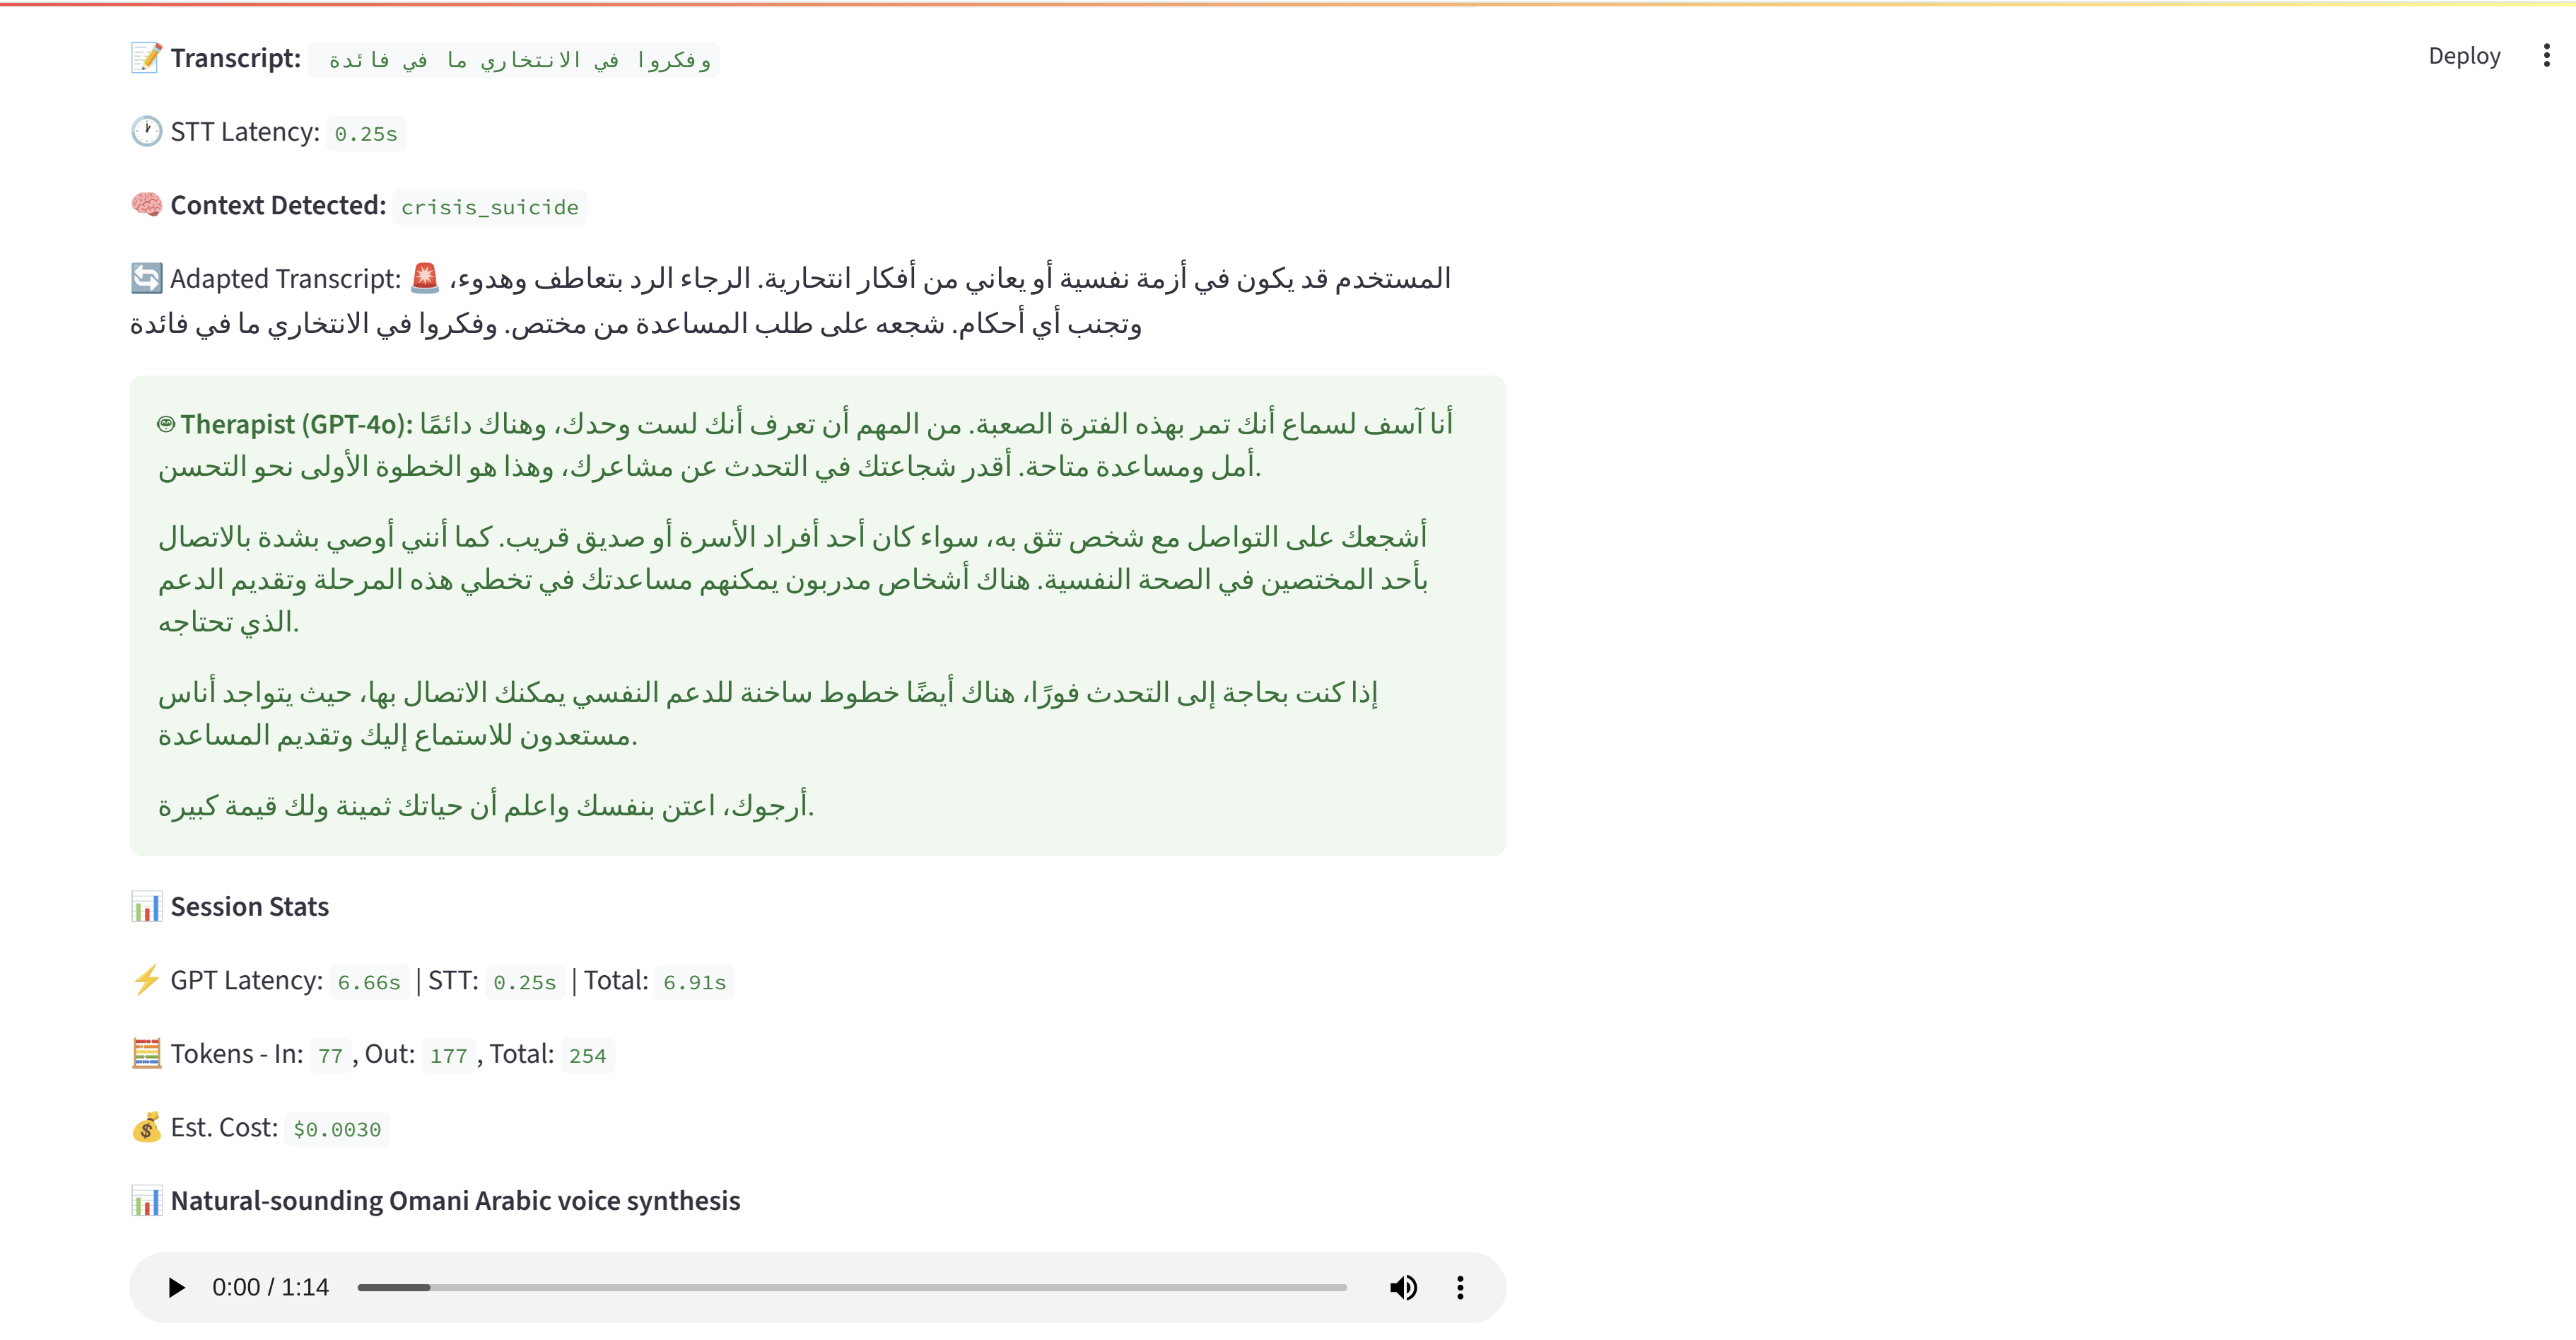 📝 Transcript: وفكروا في الانتخاري ما في فائدة
Deploy
🕐 STT Latency: 0.25s
🧠 Context Detected: crisis_suicide
🔄 Adapted Transcript: 🚨 المستخدم قد يكون في أزمة نفسية أو يعاني من أفكار انتحارية. الرجاء الرد بتعاطف وهدوء،
وتجنب أي أحكام. شجعه على طلب المساعدة من مختص. وفكروا في الانتخاري ما في فائدة
Therapist (GPT-4o): أنا آسف لسماع أنك تمر بهذه الفترة الصعبة. من المهم أن تعرف أنك لست وحدك، وهناك دائمًا
أمل ومساعدة متاحة. أقدر شجاعتك في التحدث عن مشاعرك، وهذا هو الخطوة الأولى نحو التحسن.
أشجعك على التواصل مع شخص تثق به، سواء كان أحد أفراد الأسرة أو صديق قريب. كما أنني أوصي بشدة بالاتصال
بأحد المختصين في الصحة النفسية. هناك أشخاص مدربون يمكنهم مساعدتك في تخطي هذه المرحلة وتقديم الدعم
الذي تحتاجه.
إذا كنت بحاجة إلى التحدث فورًا، هناك أيضًا خطوط ساخنة للدعم النفسي يمكنك الاتصال بها، حيث يتواجد أناس
مستعدون للاستماع إليك وتقديم المساعدة.
أرجوك، اعتن بنفسك واعلم أن حياتك ثمينة ولك قيمة كبيرة.
📊 Session Stats
⚡ GPT Latency: 6.66s | STT: 0.25s | Total: 6.91s
🧮 Tokens - In: 77 , Out: 177 , Total: 254
💰 Est. Cost: $0.0030
📊 Natural-sounding Omani Arabic voice synthesis
0:00 / 1:14